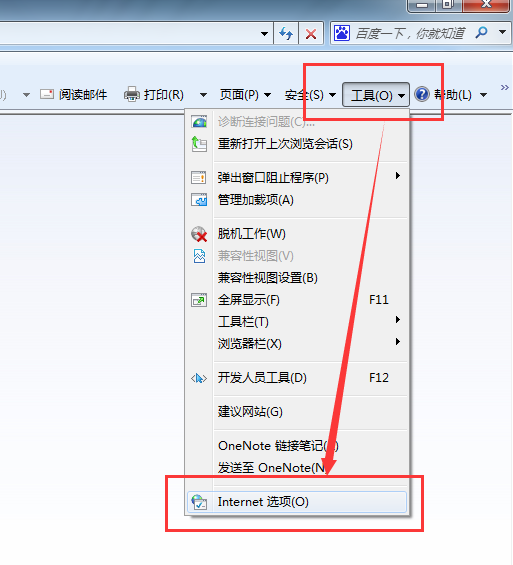 百度一下，你就知道
阅读邮件 打印(R) 页面(P) 安全(S) 工具(O) 帮助(L)
诊断连接问题(C)...
重新打开上次浏览会话(S)
弹出窗口阻止程序(P)
管理加载项(A)
脱机工作(W)
兼容性视图(V)
兼容性视图设置(B)
全屏显示(F) F11
工具栏(T)
浏览器栏(X)
开发人员工具(D) F12
建议网站(G)
OneNote 链接笔记
发送至 OneNote(N)
Internet 选项(O)